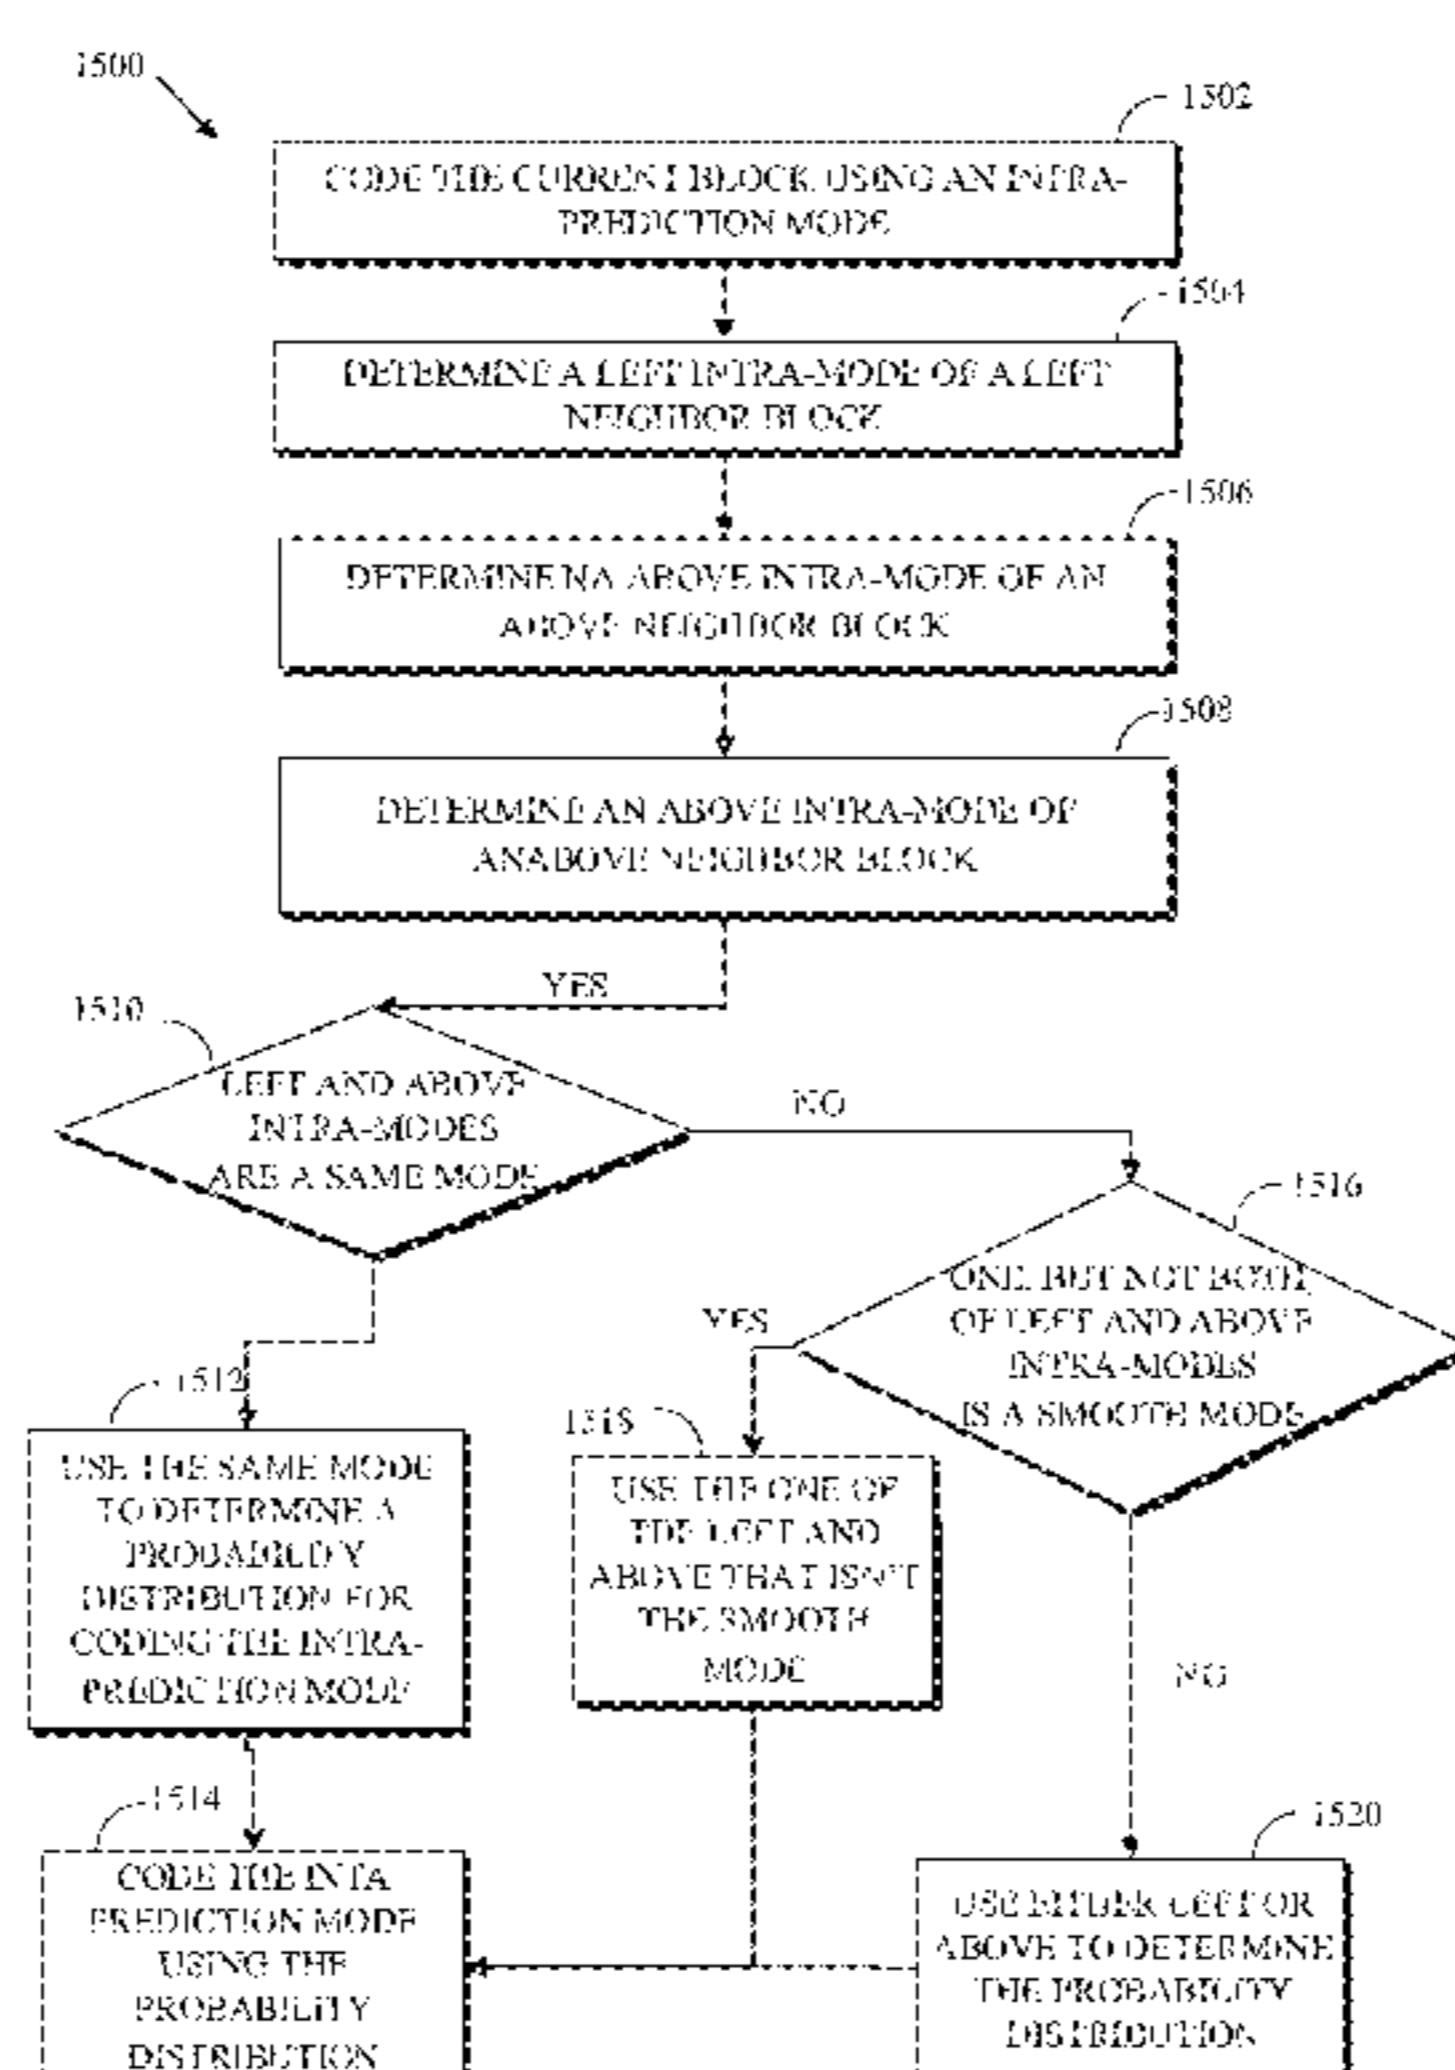 1500
1502
CODE THE CURRENT BLOCK USING AN INTRA-
PREDICTION MODE
1504
DETERMINE A LEFT INTRA-MODE OF A LEFT
NEIGHBOR BLOCK
1506
DETERMINE NA ABOVE INTRA-MODE OF AN
ABOVE NEIGHBOR BLOCK
1508
DETERMINE AN ABOVE INTRA-MODE OF
ANABOVE NEIGHBOR BLOCK
YES
1510
LEFT AND ABOVE
INTRA-MODES
ARE A SAME MODE
NO
1516
ONE, BUT NOT BOTH,
OF LEFT AND ABOVE
INTRA-MODES
IS A SMOOTH MODE
YES
1512
USE THE SAME MODE
TO DETERMINE A
PROBABILITY
DISTRIBUTION FOR
CODING THE INTRA-
PREDICTION MODE
1518
USE THE ONE OF
THE LEFT AND
ABOVE THAT ISN'T
THE SMOOTH
MODE
NO
1514
CODE THE INTA
PREDICTION MODE
USING THE
PROBABILITY
DISTRIBUTION
1520
USE EITHER LEFT OR
ABOVE TO DETERMINE
THE PROBABILITY
DISTRIBUTION